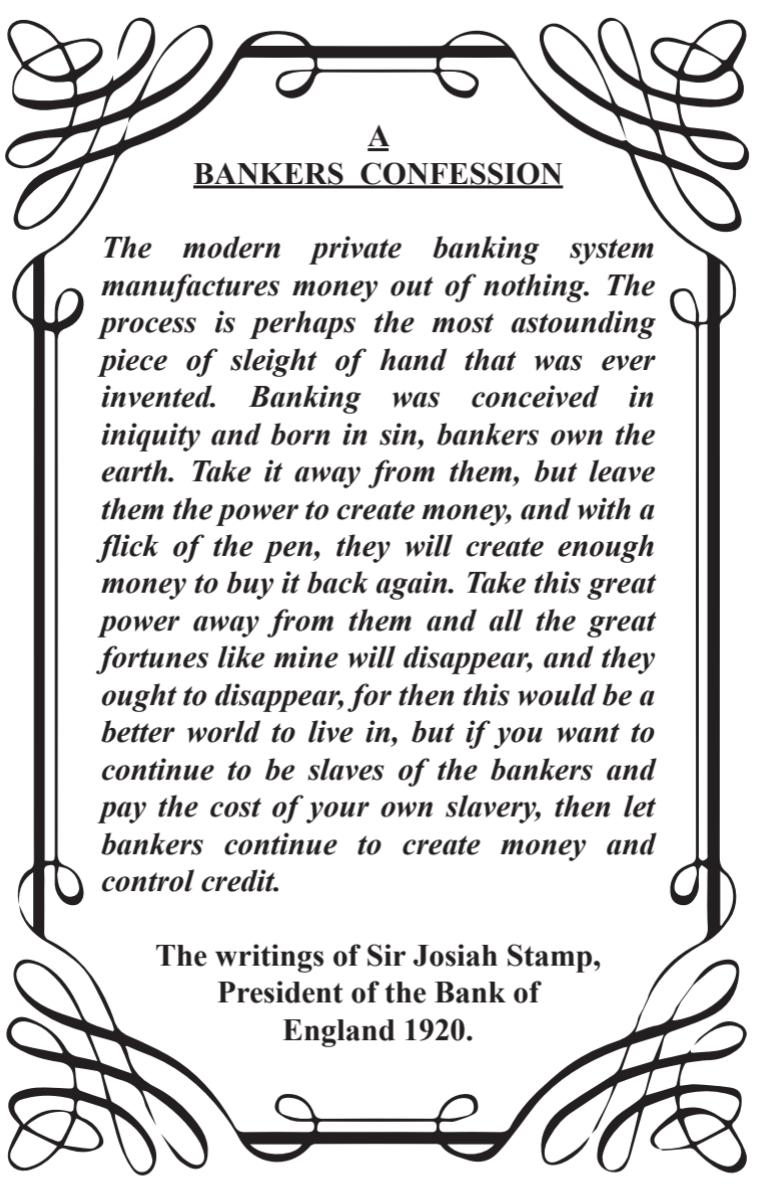 A
BANKERS CONFESSION
The modern private banking system
manufactures money out of nothing. The
process is perhaps the most astounding
piece of sleight of hand that was ever
invented. Banking was conceived in
iniquity and born in sin, bankers own the
earth. Take it away from them, but leave
them the power to create money, and with a
flick of the pen, they will create enough
money to buy it back again. Take this great
power away from them and all the great
fortunes like mine will disappear, and they
ought to disappear, for then this would be a
better world to live in, but if you want to
continue to be slaves of the bankers and
pay the cost of your own slavery, then let
bankers continue to create money and
control credit.
The writings of Sir Josiah Stamp,
President of the Bank of
England 1920.